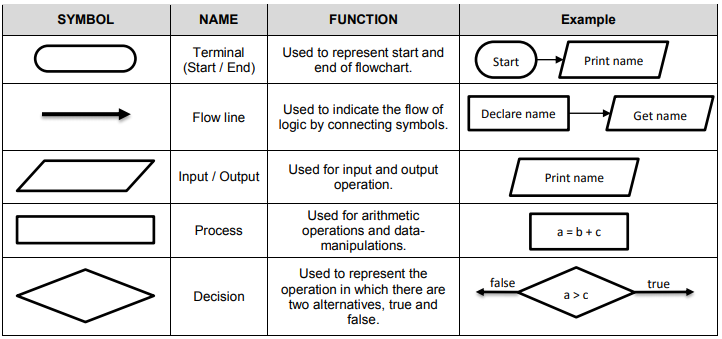 SYMBOL NAME FUNCTION Example
Terminal
(Start / End)
Used to represent start and
end of flowchart.
Start
Print name
Flow line
Used to indicate the flow of
logic by connecting symbols.
Declare name
Get name
Input / Output
Used for input and output
operation.
Print name
Process
Used for arithmetic
operations and data-
manipulations.
a = b + c
Decision
Used to represent the
operation in which there are
two alternatives, true and
false.
false
a > c
true